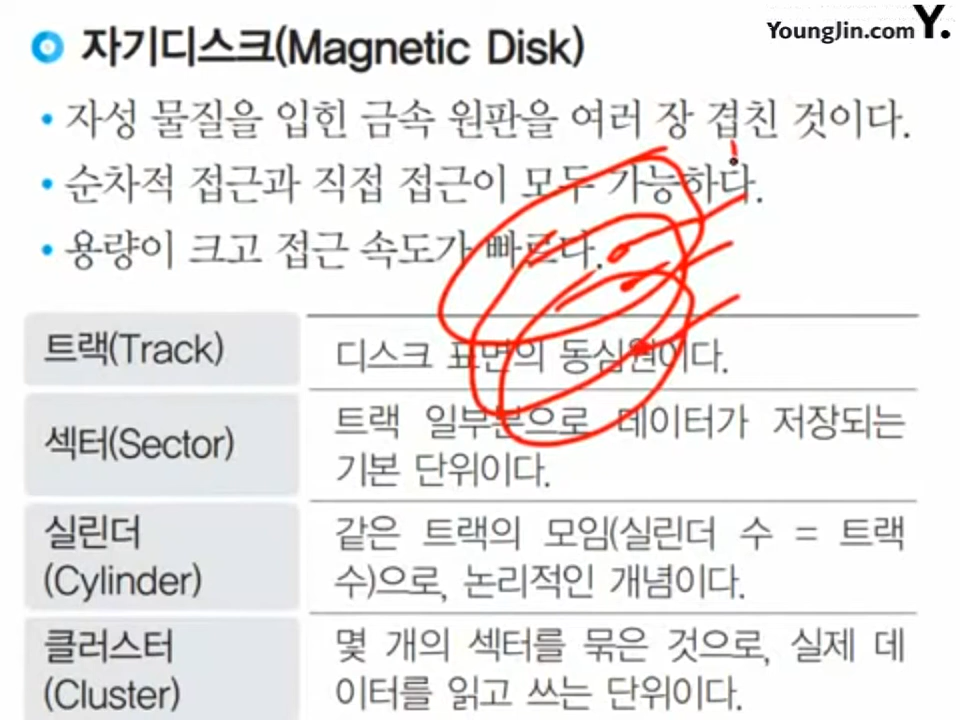 YoungJin.com Y.
자기디스크(Magnetic Disk)
• 자성 물질을 입힌 금속 원판을 여러 장 겹친 것이다.
• 순차적 접근과 직접 접근이 모두 가능하다.
• 용량이 크고 접근 속도가 빠르다.
트랙(Track)
디스크 표면의 동심원이다.
섹터(Sector)
트랙 일부분으로 데이터가 저장되는
기본 단위이다.
실린더
(Cylinder)
같은 트랙의 모임(실린더 수 = 트랙
수)으로, 논리적인 개념이다.
클러스터
(Cluster)
몇 개의 섹터를 묶은 것으로, 실제 데
이터를 읽고 쓰는 단위이다.